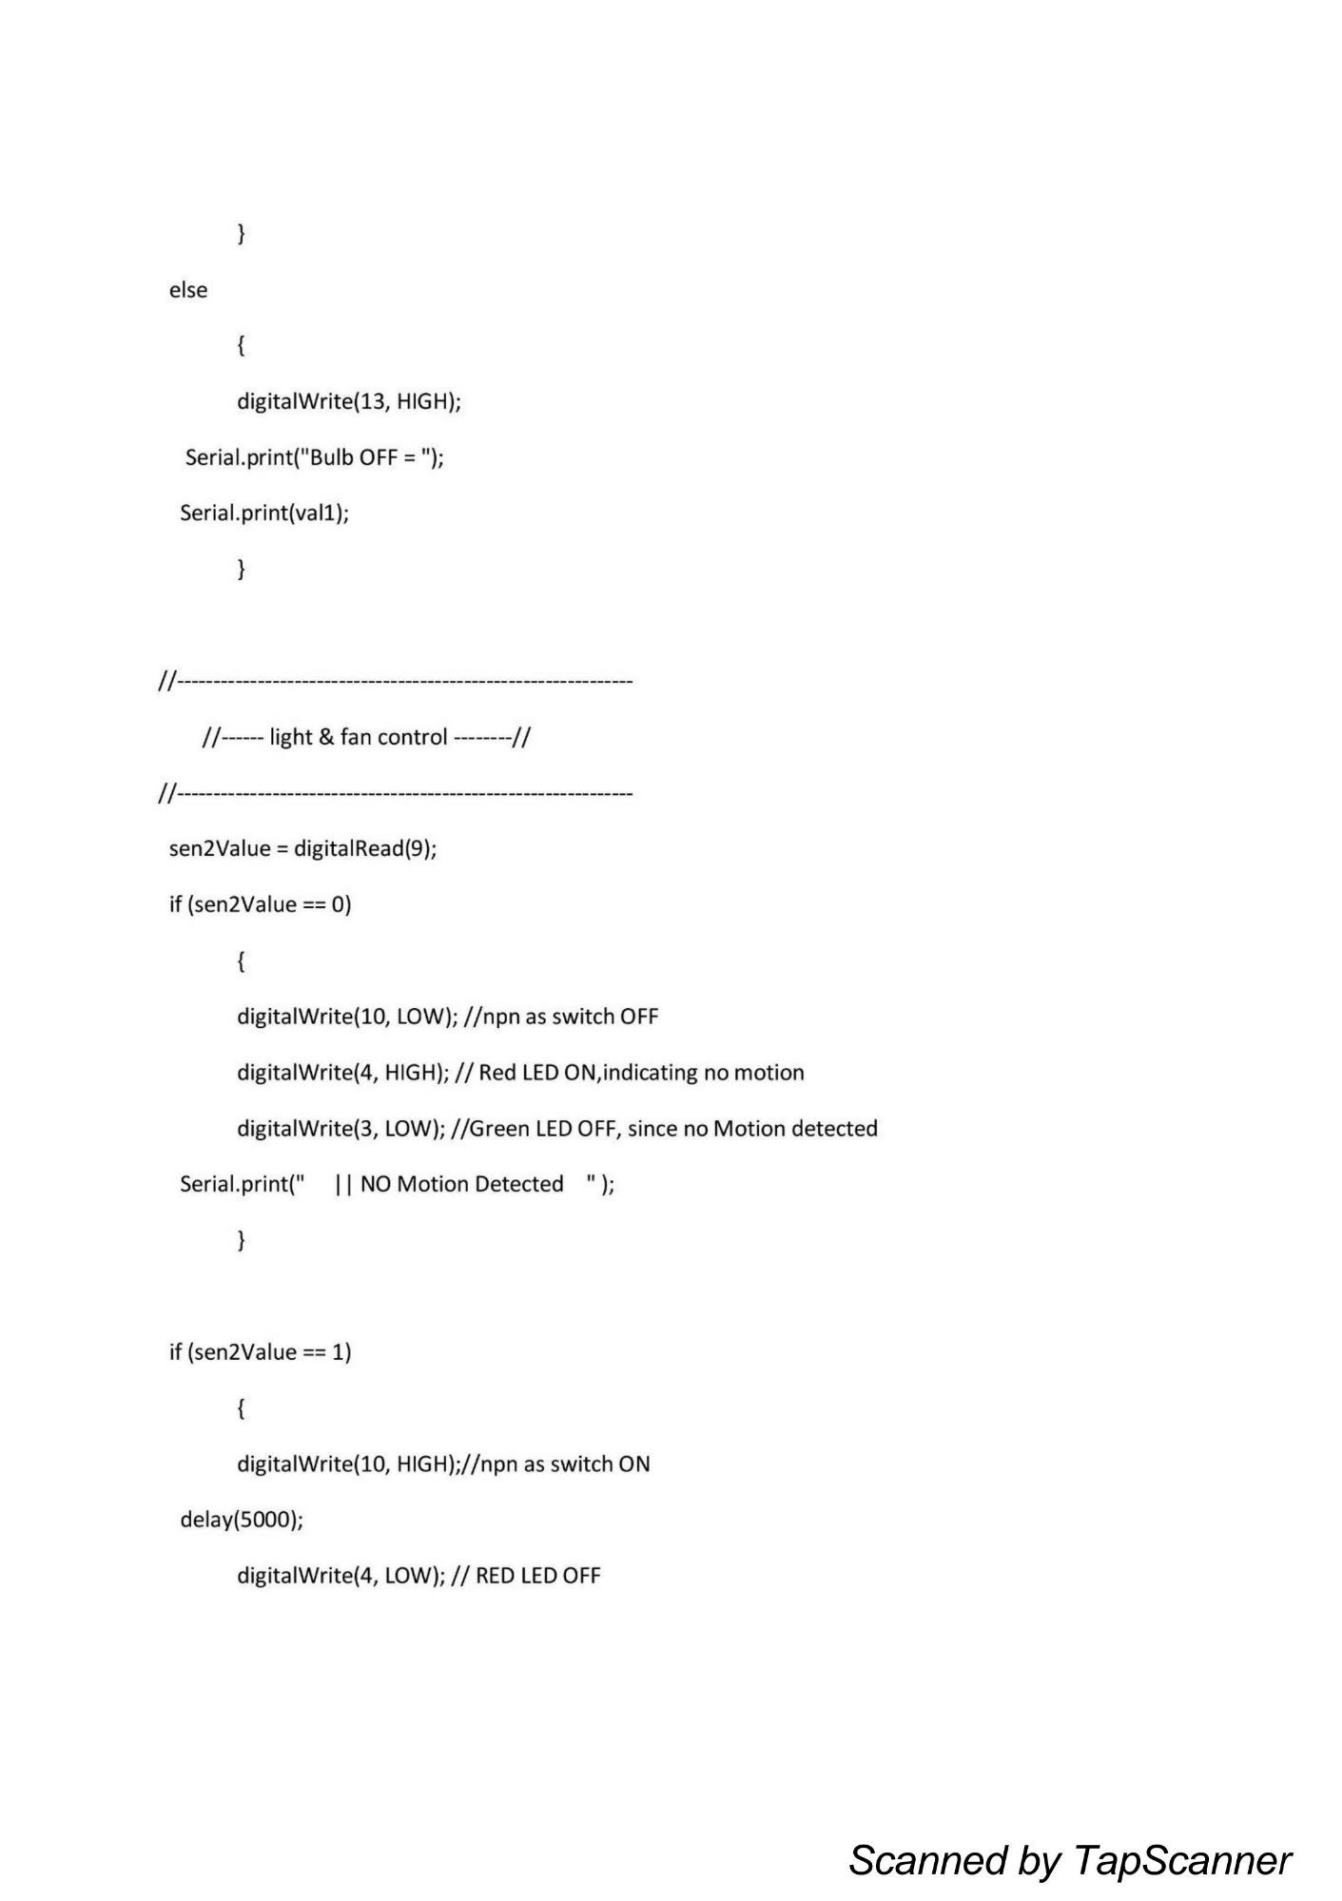 }
else
{
digitalWrite(13, HIGH);
Serial.print("Bulb OFF = ");
Serial.print(val1);
}
//--------------------------------------------------------------
//------ light & fan control --------//
//--------------------------------------------------------------
sen2Value = digitalRead(9);
if (sen2Value == 0)
{
digitalWrite(10, LOW); //npn as switch OFF
digitalWrite(4, HIGH); // Red LED ON,indicating no motion
digitalWrite(3, LOW); //Green LED OFF, since no Motion detected
Serial.print("     || NO Motion Detected    " );
}
if (sen2Value == 1)
{
digitalWrite(10, HIGH);//npn as switch ON
delay(5000);
digitalWrite(4, LOW); // RED LED OFF
Scanned by TapScanner